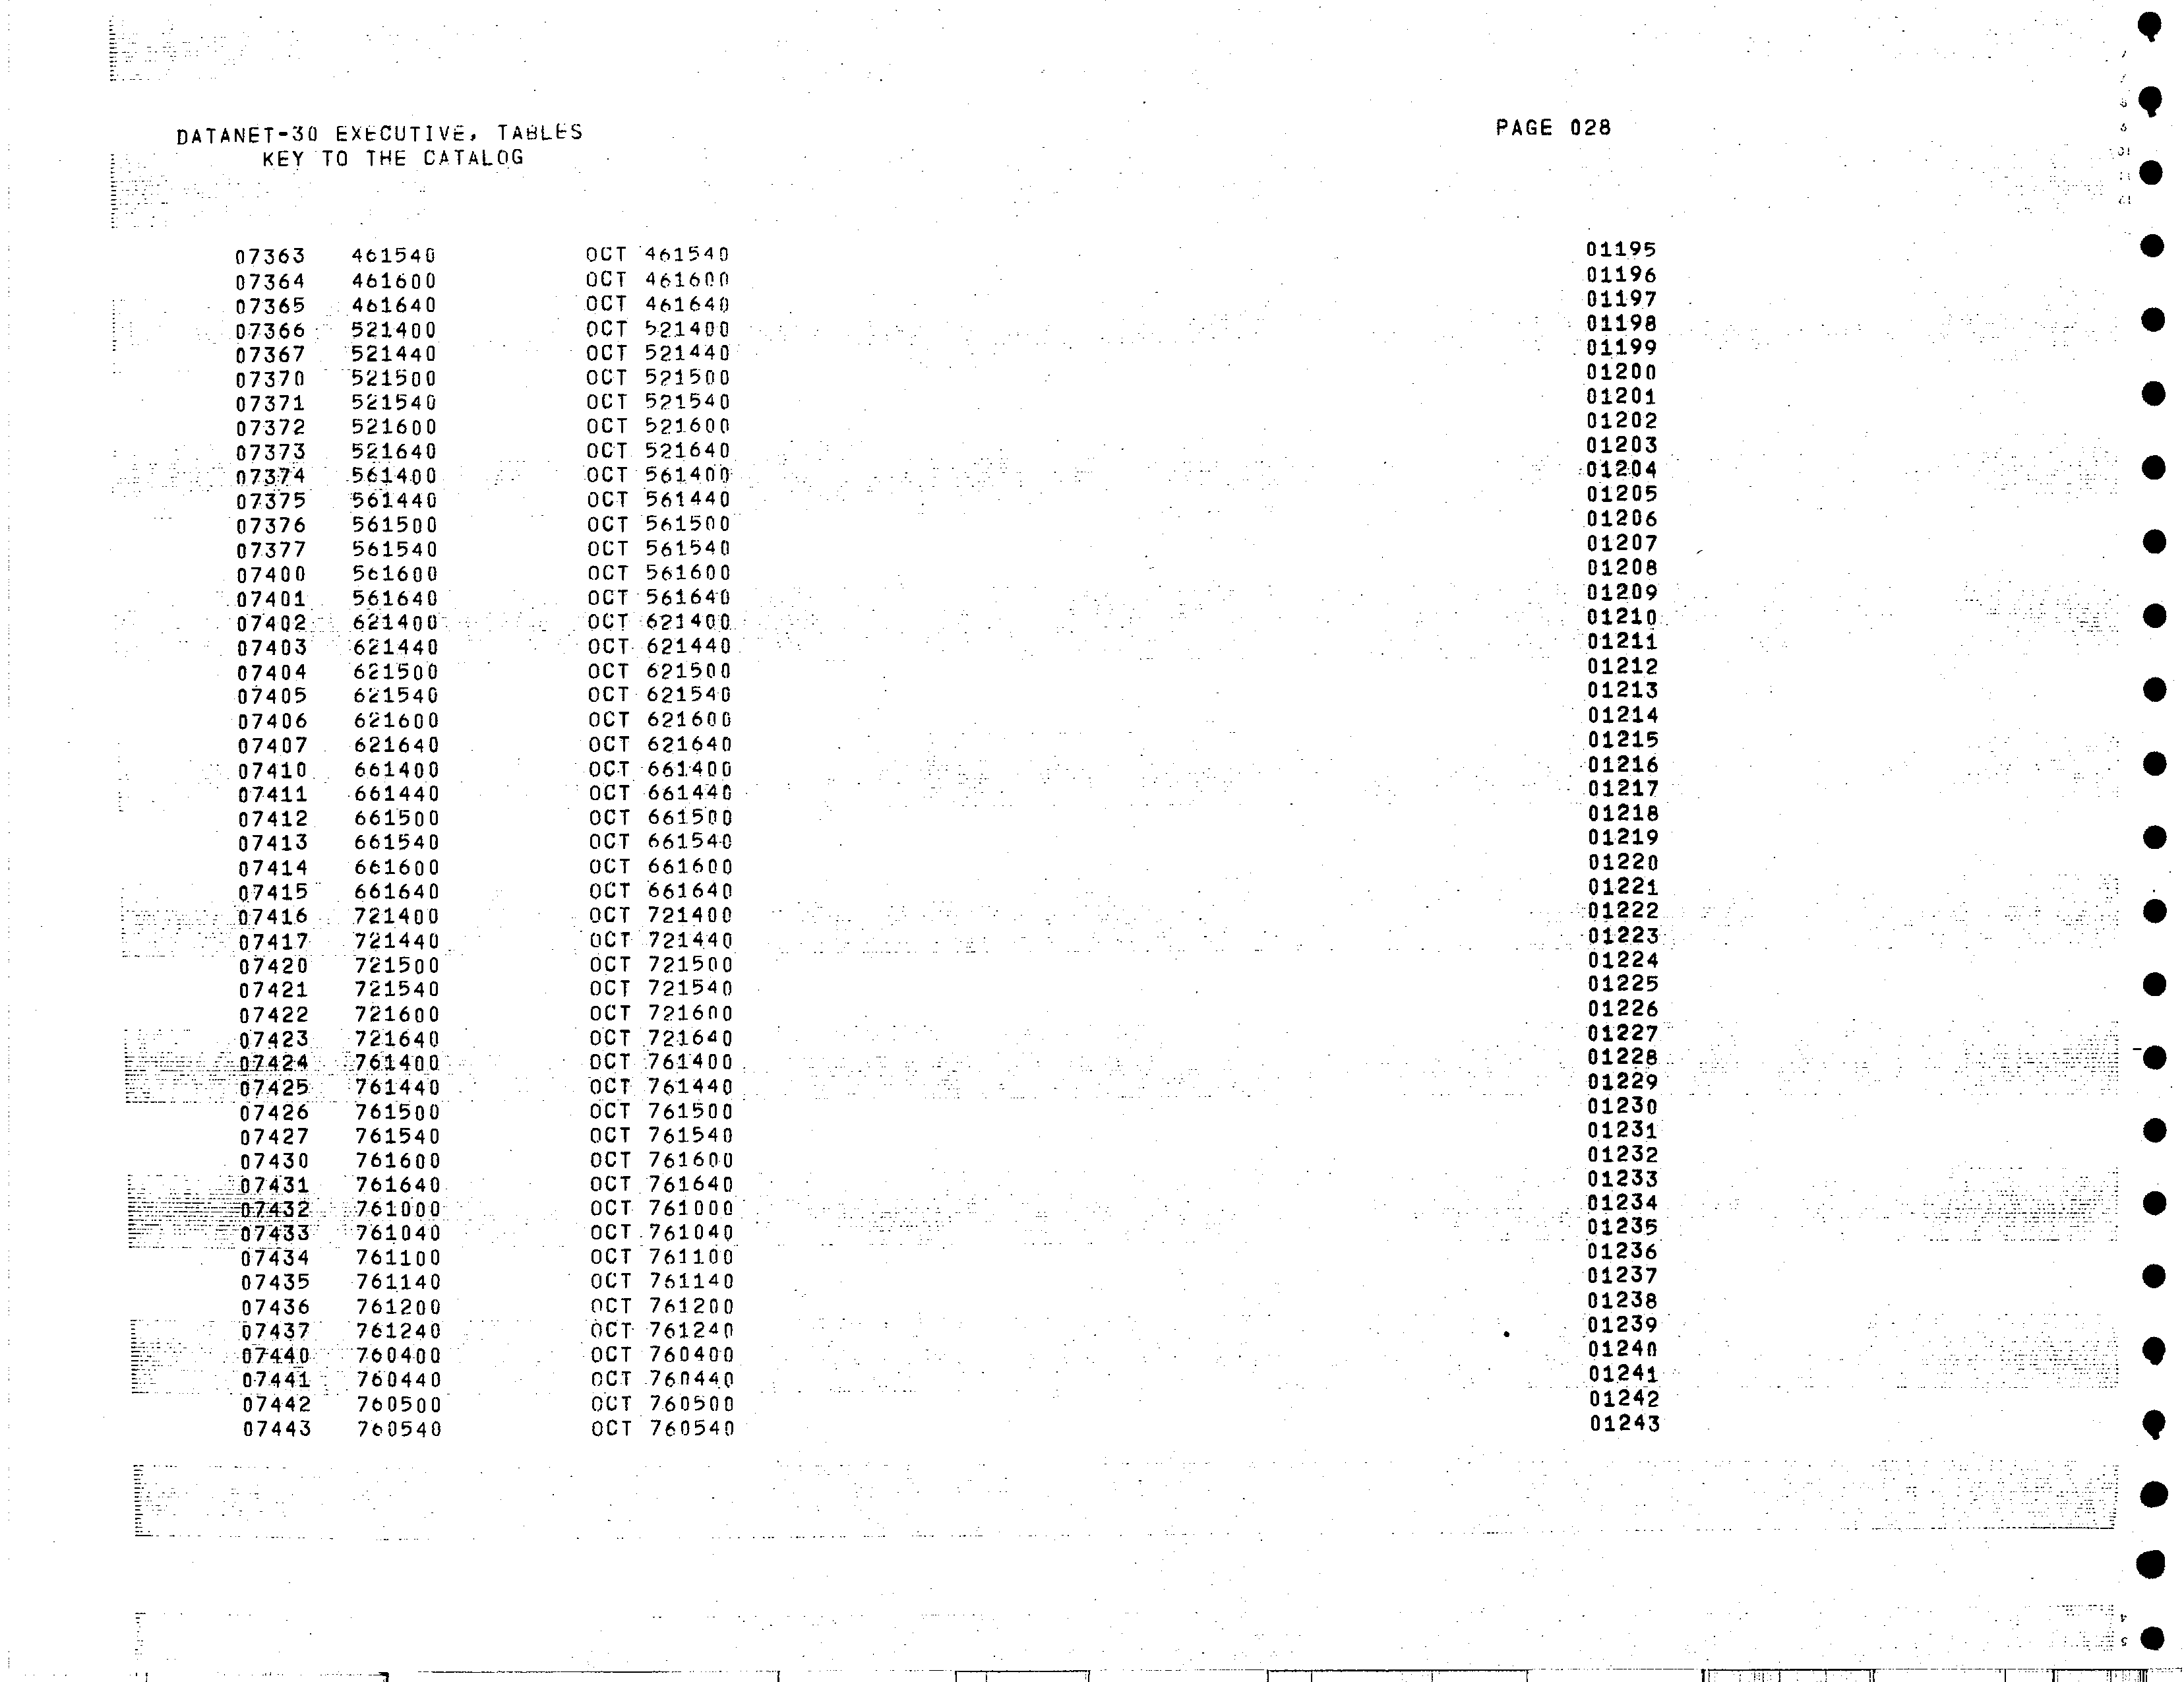 DATANET-30 EXECUTIVE, TABLES PAGE 028
KEY TO THE CATALOG
07363 461540 OCT 461540 01195
07364 461600 OCT 461600 01196
07365 461640 OCT 461640 01197
07366 521400 OCT 521400 01198
07367 521440 OCT 521440 01199
07370 521500 OCT 521500 01200
07371 521540 OCT 521540 01201
07372 521600 OCT 521600 01202
07373 521640 OCT 521640 01203
07374 561400 OCT 561400 01204
07375 561440 OCT 561440 01205
07376 561500 OCT 561500 01206
07377 561540 OCT 561540 01207
07400 561600 OCT 561600 01208
07401 561640 OCT 561640 01209
07402 621400 OCT 621400 01210
07403 621440 OCT 621440 01211
07404 621500 OCT 621500 01212
07405 621540 OCT 621540 01213
07406 621600 OCT 621600 01214
07407 621640 OCT 621640 01215
07410 661400 OCT 661400 01216
07411 661440 OCT 661440 01217
07412 661500 OCT 661500 01218
07413 661540 OCT 661540 01219
07414 661600 OCT 661600 01220
07415 661640 OCT 661640 01221
07416 721400 OCT 721400 01222
07417 721440 OCT 721440 01223
07420 721500 OCT 721500 01224
07421 721540 OCT 721540 01225
07422 721600 OCT 721600 01226
07423 721640 OCT 721640 01227
07424 761400 OCT 761400 01228
07425 761440 OCT 761440 01229
07426 761500 OCT 761500 01230
07427 761540 OCT 761540 01231
07430 761600 OCT 761600 01232
07431 761640 OCT 761640 01233
07432 761000 OCT 761000 01234
07433 761040 OCT 761040 01235
07434 761100 OCT 761100 01236
07435 761140 OCT 761140 01237
07436 761200 OCT 761200 01238
07437 761240 OCT 761240 01239
07440 760400 OCT 760400 01240
07441 760440 OCT 760440 01241
07442 760500 OCT 760500 01242
07443 760540 OCT 760540 01243